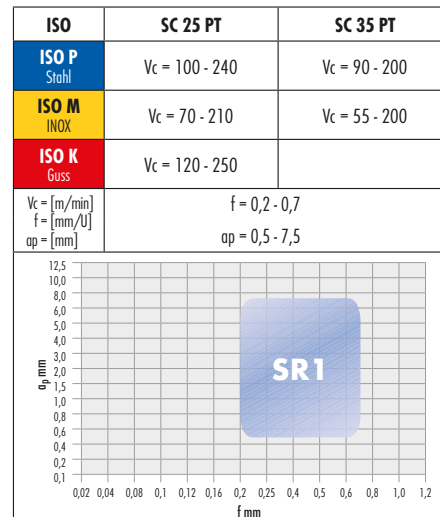 ISO SC 25 PT SC 35 PT
ISO P
Stahl
Vc = 100 - 240 Vc = 90 - 200
ISO M
INOX
Vc = 70 - 210 Vc = 55 - 200
ISO K
Guss
Vc = 120 - 250
Vc = [m/min]
f = [mm/U]
ap = [mm]
f = 0,2 - 0,7
ap = 0,5 - 7,5
12,5
10,0
8,0
6,0
5,0
4,0
3,0
2,0
1,5
1,0
0,8
0,6
0,4
0,2
0,1
ap mm
SR1
0,02 0,04 0,08 0,1 0,12 0,16 0,2 0,25 0,4 0,5 0,6 0,8 1,0 1,2
f mm